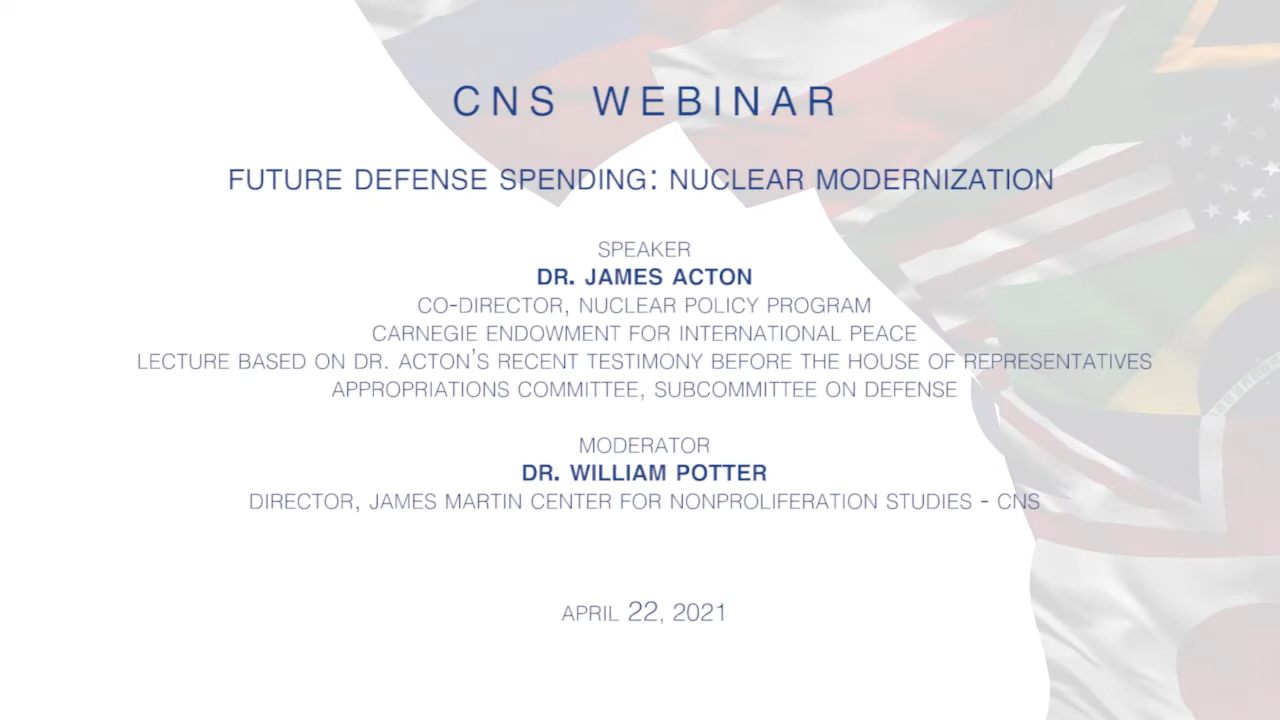 CNS WEBINAR
FUTURE DEFENSE SPENDING: NUCLEAR MODERNIZATION
SPEAKER
DR. JAMES ACTON
CO-DIRECTOR, NUCLEAR POLICY PROGRAM
CARNEGIE ENDOWMENT FOR INTERNATIONAL PEACE
LECTURE BASED ON DR. ACTON'S RECENT TESTIMONY BEFORE THE HOUSE OF REPRESENTATIVES
APPROPRIATIONS COMMITTEE, SUBCOMMITTEE ON DEFENSE
MODERATOR
DR. WILLIAM POTTER
DIRECTOR, JAMES MARTIN CENTER FOR NONPROLIFERATION STUDIES - CNS
APRIL 22, 2021